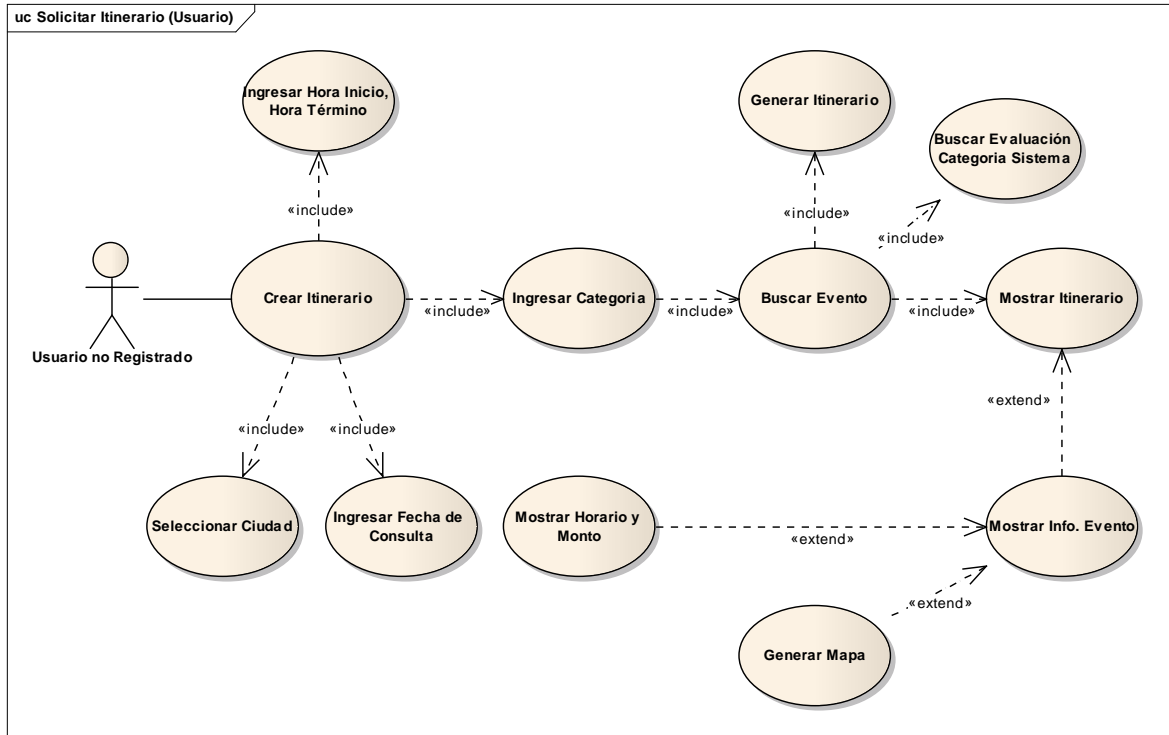 uc Solicitar Itinerario (Usuario)
Ingresar Hora Inicio,
Hora Término
Generar Itinerario
Buscar Evaluación
Categoria Sistema
«include»
«include»
«include»
Crear Itinerario
«include»
Ingresar Categoria
«include»
Buscar Evento
«include»
Mostrar Itinerario
Usuario no Registrado
«include»
«include»
«extend»
Seleccionar Ciudad
Ingresar Fecha de
Consulta
Mostrar Horario y
Monto
«extend»
Mostrar Info. Evento
«extend»
Generar Mapa